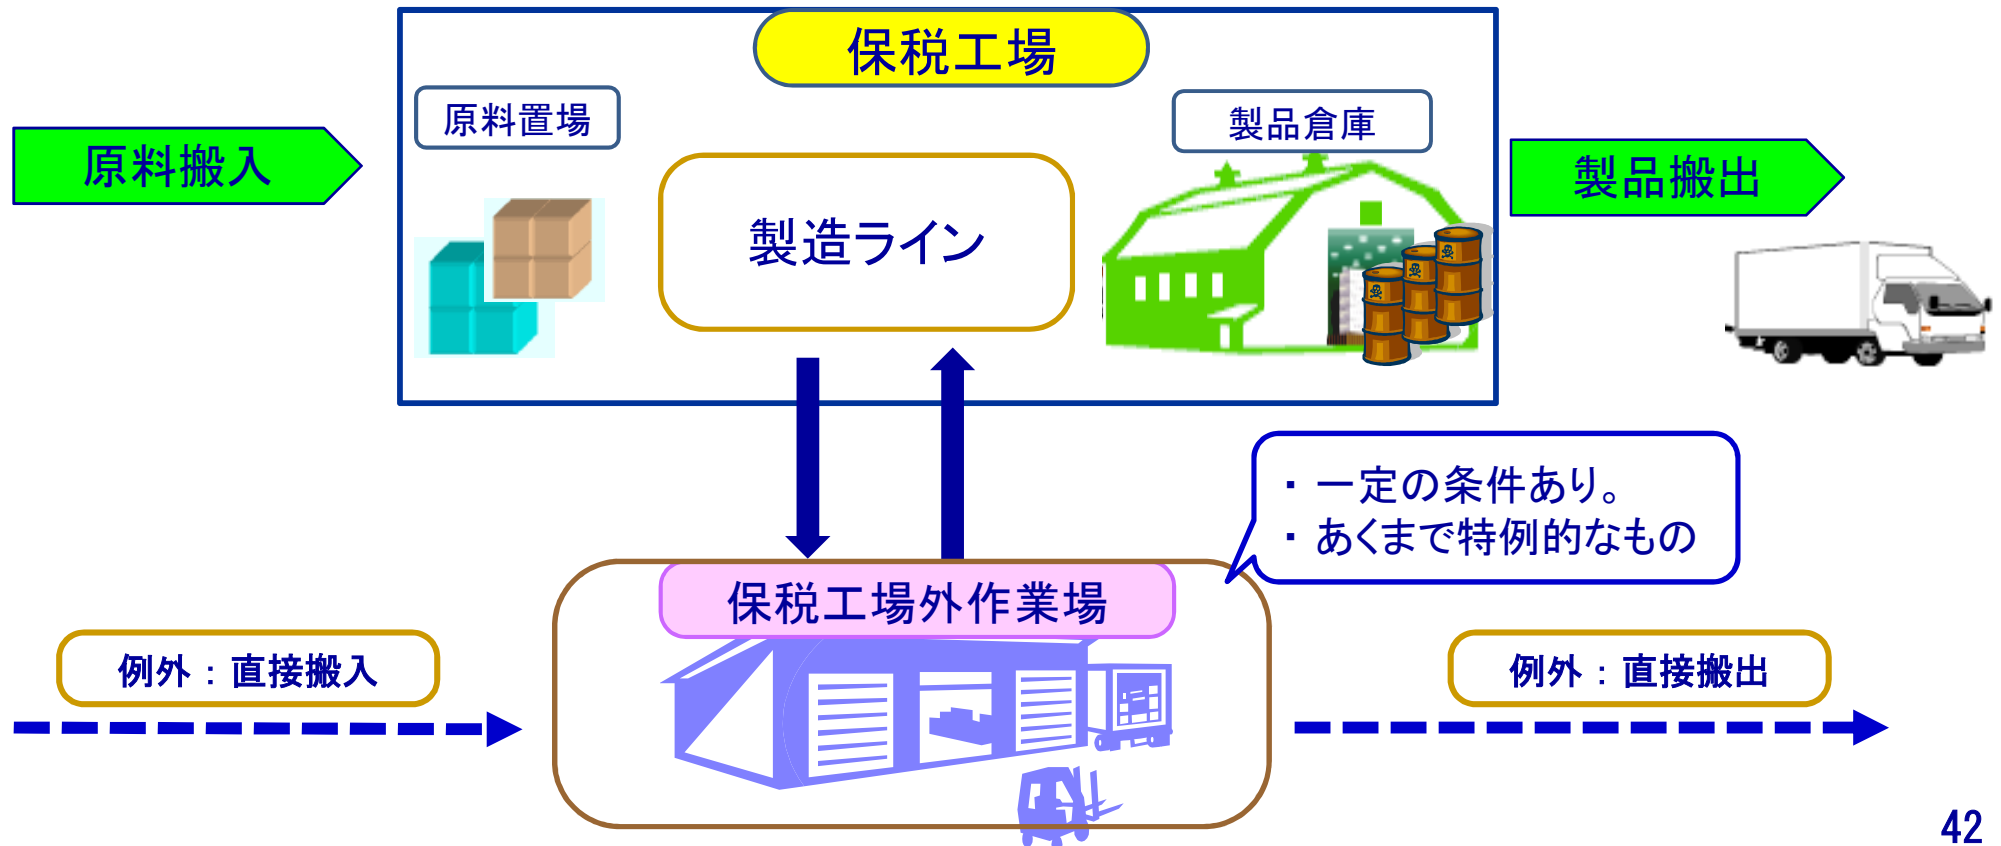 保税工場
原料置場
製品倉庫
原料搬入
製造ライン
製品搬出
・ 一定の条件あり。
・ あくまで特例的なもの
保税工場外作業場
例外：直接搬入
例外：直接搬出
42